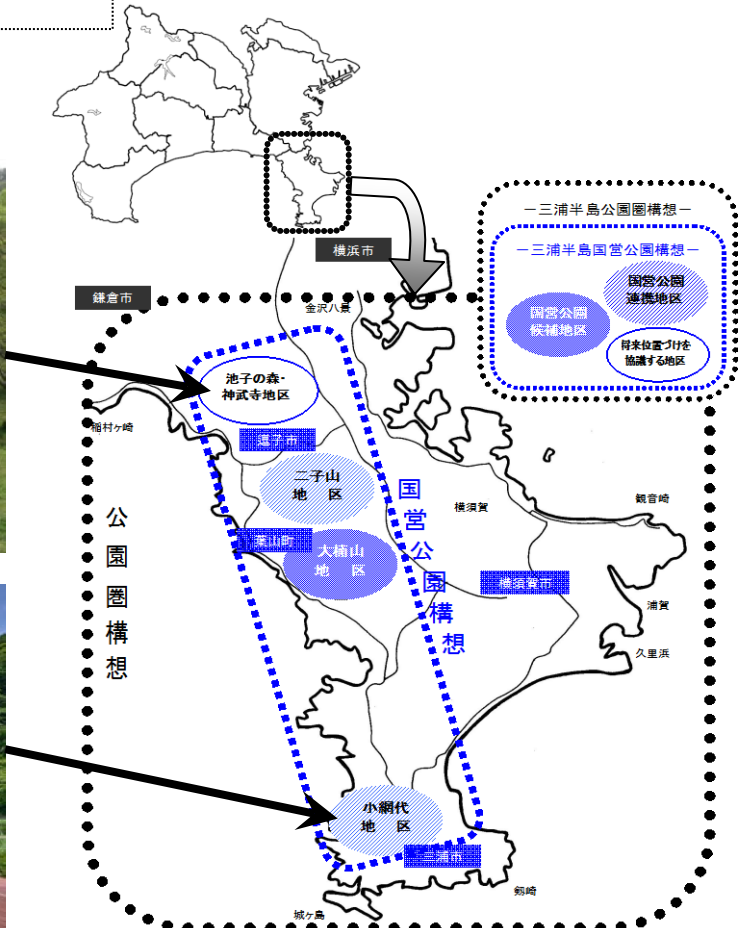 －三浦半島公園圏構想－
－三浦半島国営公園構想－
国営公園
連携地区
国営公園
候補地区
将来位置づけを
協議する地区
横浜市
鎌倉市
金沢八景
池子の森・
神武寺地区
稲村ヶ崎
逗子市
二子山
地　区
国営公園構想
横須賀
観音崎
公園圏構想
葉山町
大楠山
地　区
横須賀市
浦賀
久里浜
小網代
地　区
三浦市
剱崎
城ヶ島